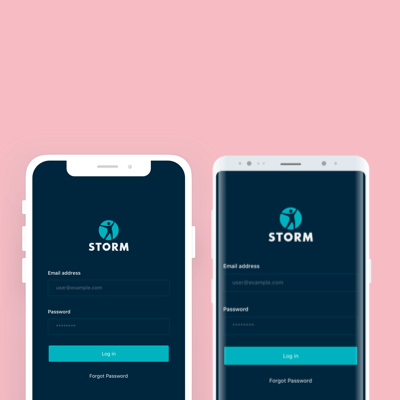 STORM
Email address
user@example.com
Password
********
Log in
Forgot Password
STORM
Email address
user@example.com
Password
********
Log in
Forgot Password